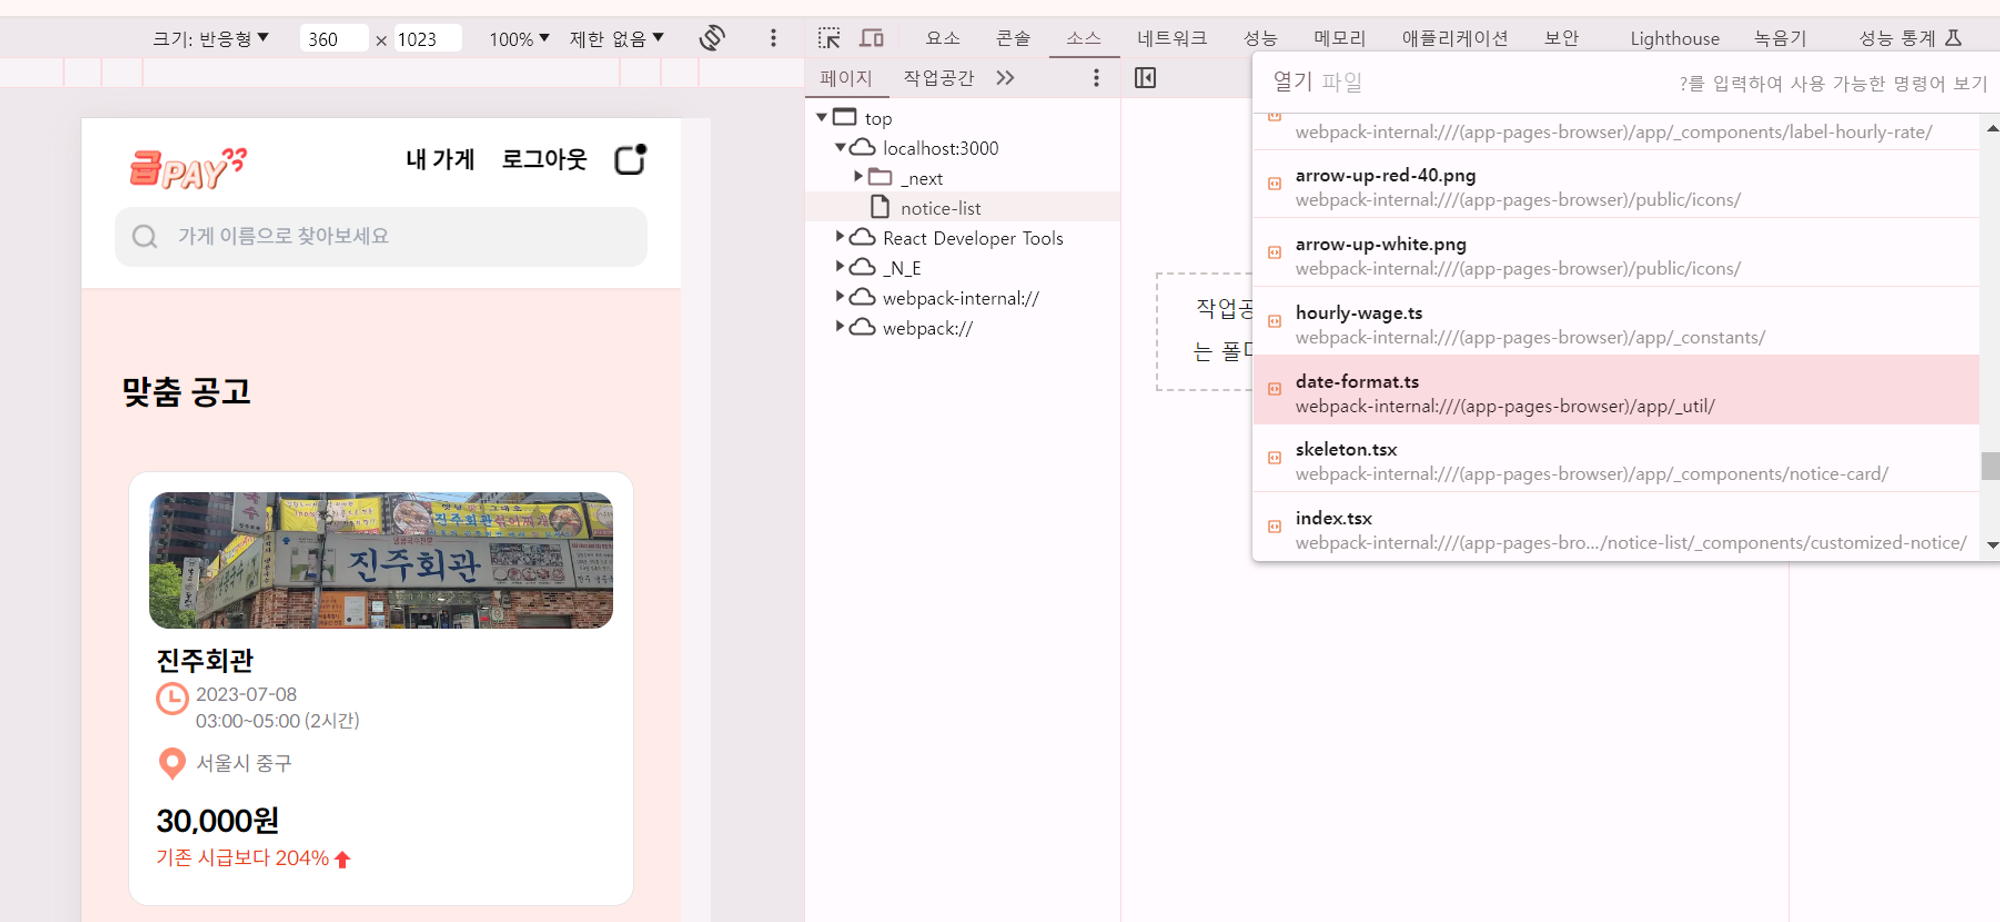 크기: 반응형 360 × 1023 100% 제한 없음
요소 콘솔 소스 네트워크 성능 메모리 애플리케이션 보안 Lighthouse 녹음기 성능 통계
페이지 작업공간
top
localhost:3000
_next
notice-list
React Developer Tools
_N_E
webpack-internal://
webpack://
작업공
는 폴더
열기 파일 ?를 입력하여 사용 가능한 명령어 보기
webpack-internal:///(app-pages-browser)/app/_components/label-hourly-rate/
arrow-up-red-40.png
webpack-internal:///(app-pages-browser)/public/icons/
arrow-up-white.png
webpack-internal:///(app-pages-browser)/public/icons/
hourly-wage.ts
webpack-internal:///(app-pages-browser)/app/_constants/
date-format.ts
webpack-internal:///(app-pages-browser)/app/_util/
skeleton.tsx
webpack-internal:///(app-pages-browser)/app/_components/notice-card/
index.tsx
webpack-internal:///(app-pages-bro.../notice-list/_components/customized-notice/
급PAY
내 가게 로그아웃
가게 이름으로 찾아보세요
맞춤 공고
진주회관
진주회관
2023-07-08
03:00~05:00 (2시간)
서울시 중구
30,000원
기존 시급보다 204%